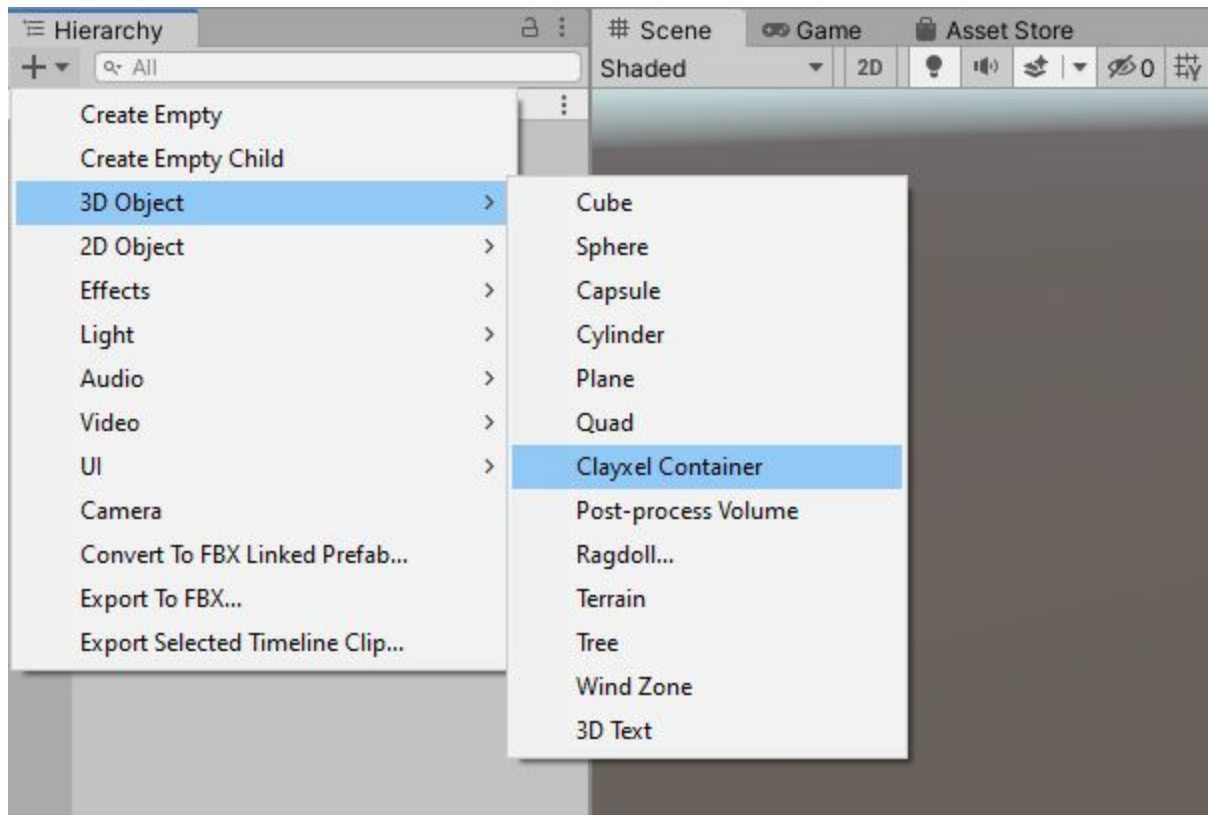 Hierarchy
Scene
Game
Asset Store
All
Shaded
2D
0
Create Empty
Create Empty Child
3D Object
2D Object
Effects
Light
Audio
Video
UI
Camera
Convert To FBX Linked Prefab...
Export To FBX...
Export Selected Timeline Clip...
Cube
Sphere
Capsule
Cylinder
Plane
Quad
Clayxel Container
Post-process Volume
Ragdoll...
Terrain
Tree
Wind Zone
3D Text